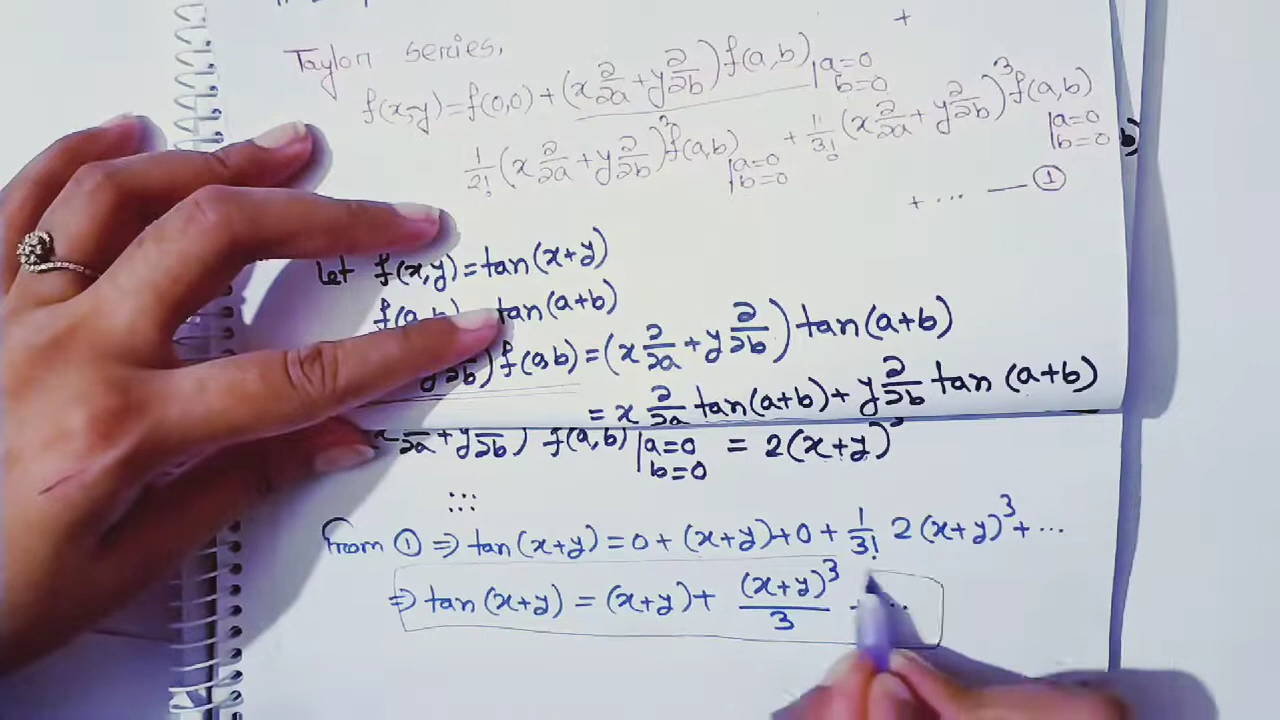 Taylor series,
+
f(x,y)=f(0,0)+(x ∂/∂a + y ∂/∂b) f(a,b)|a=0 b=0
1/2! (x ∂/∂a + y ∂/∂b)² f(a,b)|a=0 b=0 + 1/3! (x ∂/∂a + y ∂/∂b)³ f(a,b)|a=0 b=0
+ ... — ①
Let f(x,y)=tan(x+y)
tan(a+b)
f(a,b) = (x ∂/∂a + y ∂/∂b) tan(a+b)
= x ∂/∂a tan(a+b) + y ∂/∂b tan (a+b)
f(a,b)|a=0 b=0 = 2(x+y)³
From ① ⇒ tan(x+y) = 0 + (x+y)+0 + 1/3! 2(x+y)³+ ...
⇒ tan(x+y) = (x+y)+ (x+y)³/3